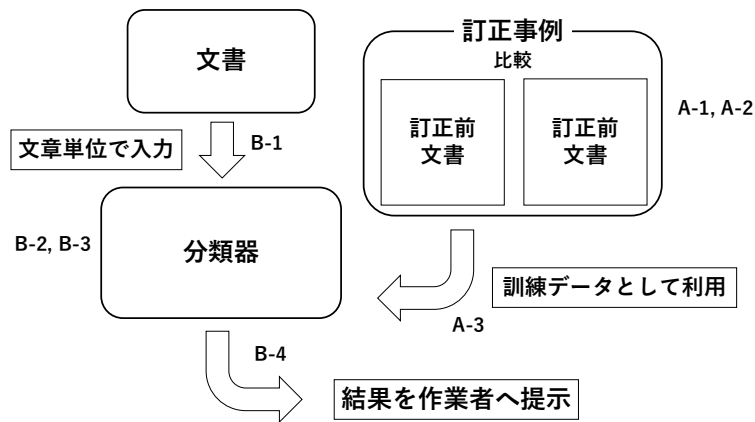 文書
訂正事例
比較
訂正前
文書
訂正前
文書
A-1, A-2
文章単位で入力
B-1
B-2, B-3
分類器
訓練データとして利用
A-3
B-4
結果を作業者へ提示